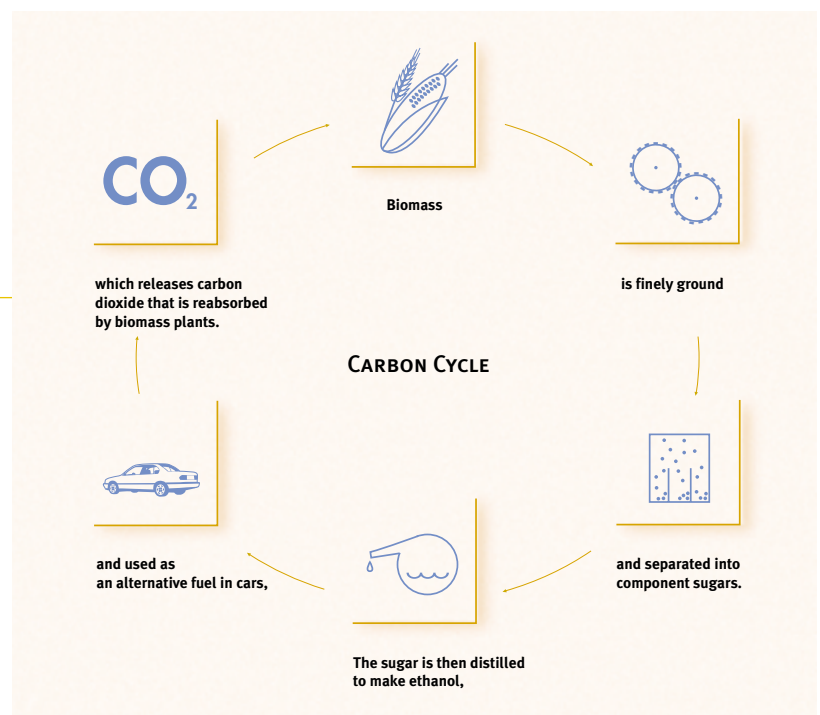 Biomass
is finely ground
and separated into
component sugars.
The sugar is then distilled
to make ethanol,
and used as
an alternative fuel in cars,
CO₂
which releases carbon
dioxide that is reabsorbed
by biomass plants.
Carbon Cycle